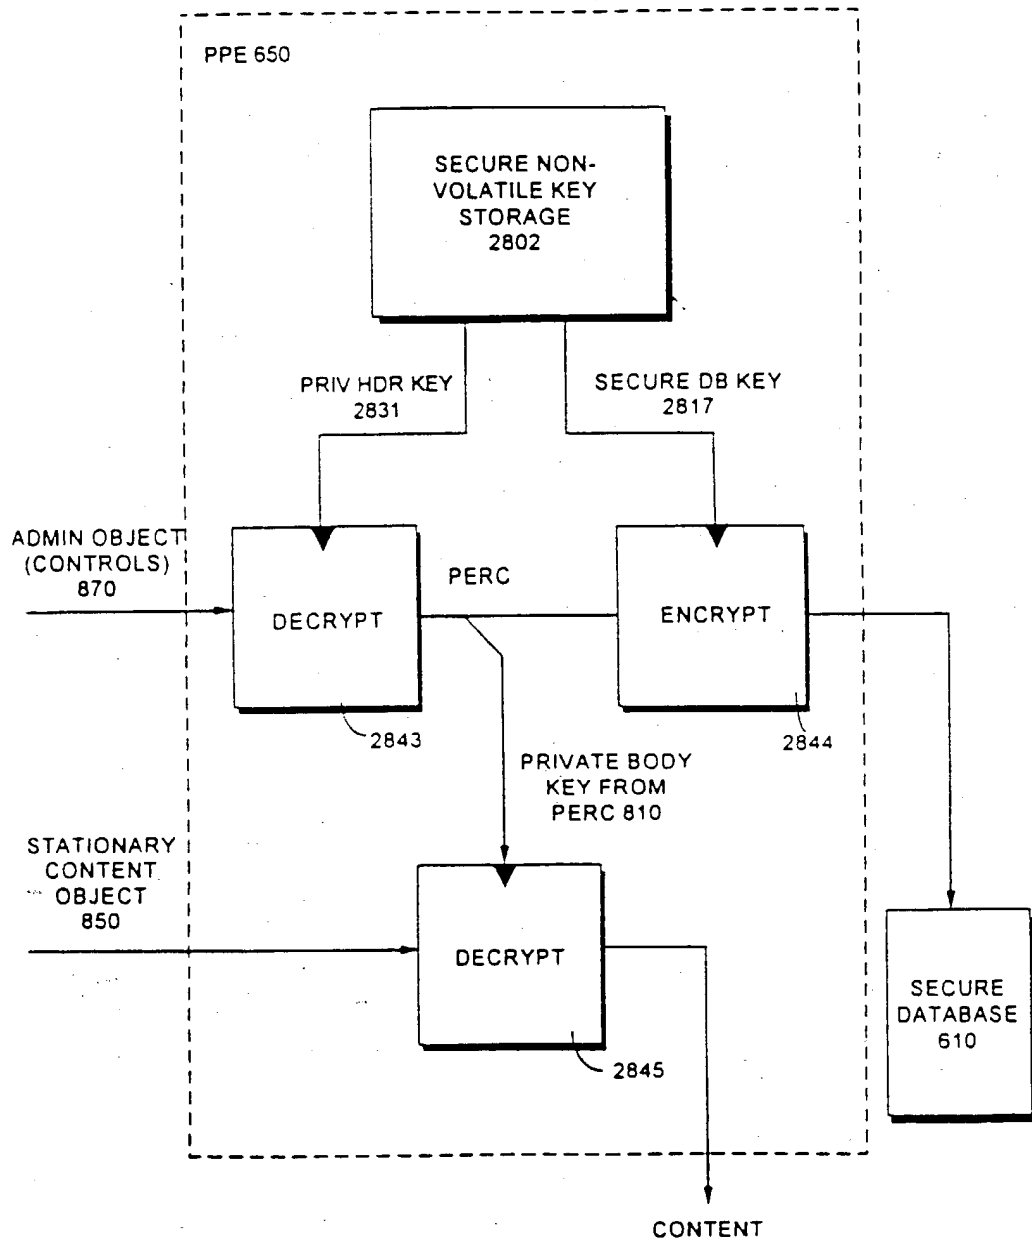 PPE 650
SECURE NON-
VOLATILE KEY
STORAGE
2802
PRIV HDR KEY
2831
SECURE DB KEY
2817
ADMIN OBJECT
(CONTROLS)
870
DECRYPT
PERC
ENCRYPT
2843
2844
PRIVATE BODY
KEY FROM
PERC 810
STATIONARY
CONTENT
OBJECT
850
DECRYPT
2845
SECURE
DATABASE
610
CONTENT